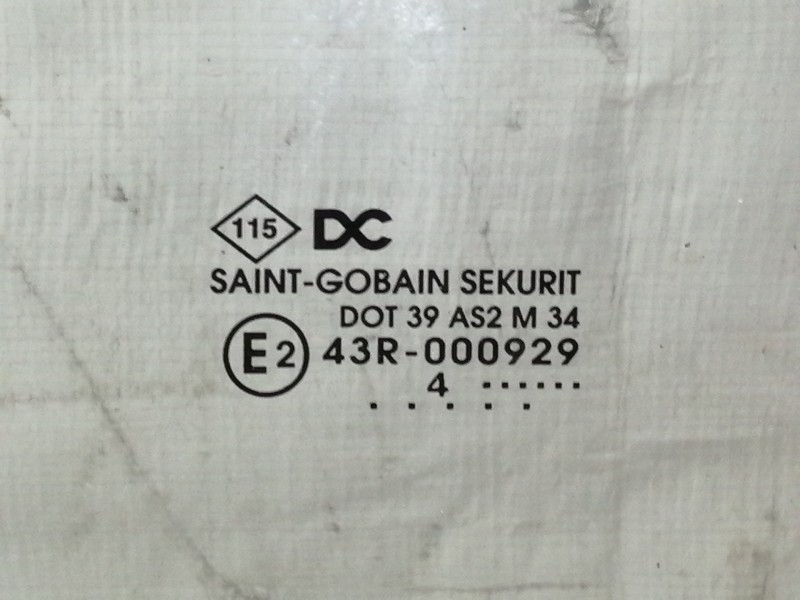 115 DC
SAINT-GOBAIN SEKURIT
DOT 39 AS2 M 34
E2 43R-000929
4 ......
. . . . .